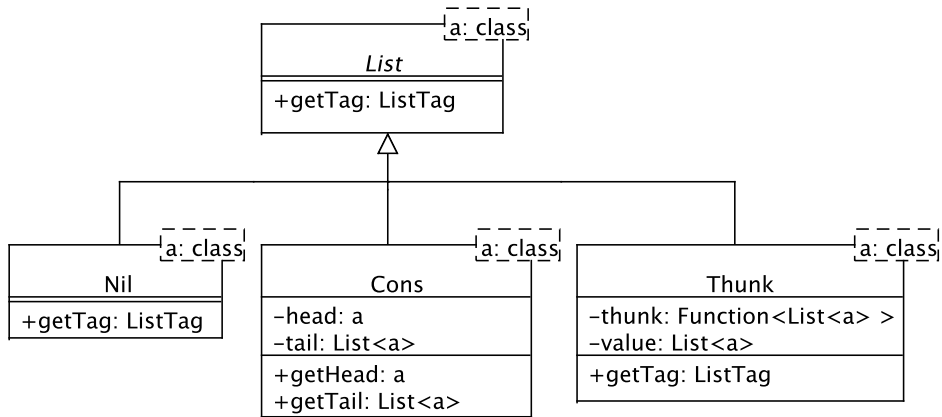 a: class
List
+getTag: ListTag
a: class
Nil
+getTag: ListTag
a: class
Cons
–head: a
–tail: List<a>
+getHead: a
+getTail: List<a>
a: class
Thunk
–thunk: Function<List<a> >
–value: List<a>
+getTag: ListTag